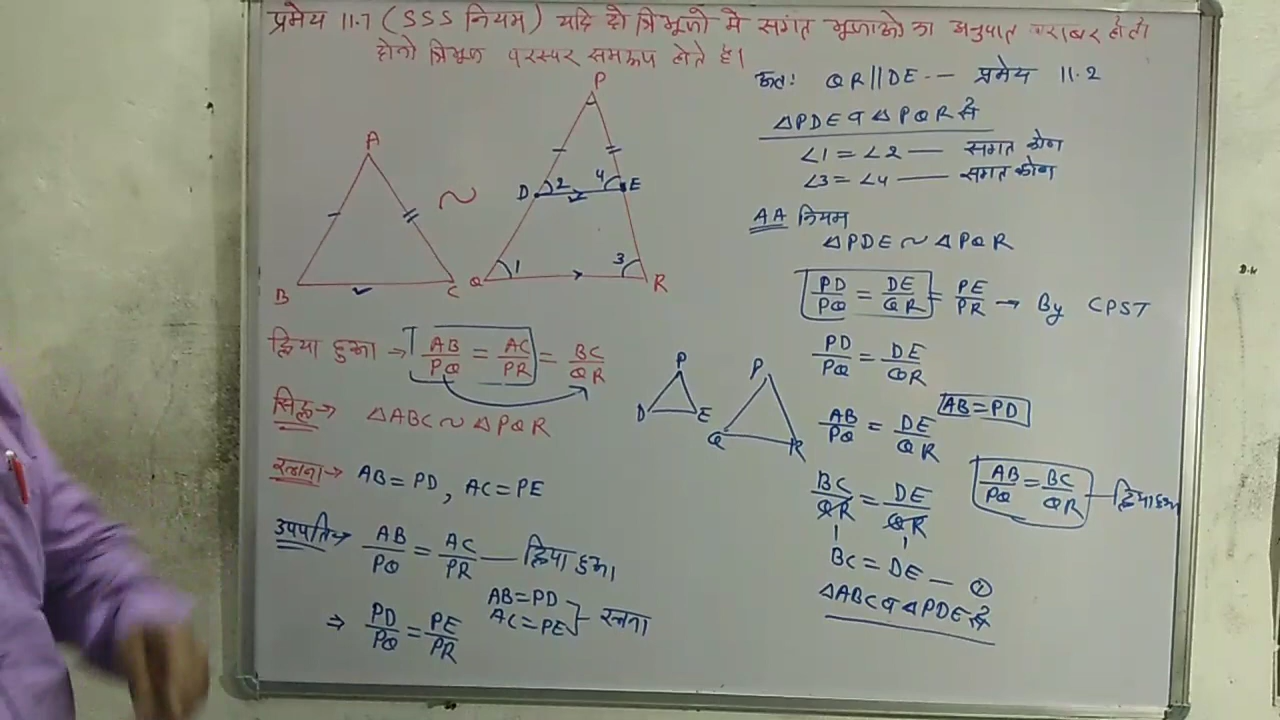 प्रमेय 11.7 (SSS नियम) यदि दो त्रिभुजों में संगत भुजाओं का अनुपात बराबर हो तो
दोनों त्रिभुज परस्पर समरूप होते है।
A
B
C
~
P
D
2
4
E
Q
1
3
R
दिया हुआ → AB/PQ = AC/PR = BC/QR
सिद्ध → △ABC ~ △PQR
रचना → AB = PD, AC = PE
उपपति → AB/PQ = AC/PR — दिया हुआ
⇒ PD/PQ = PE/PR
AB = PD
AC = PE } रचना
अतः QR || DE -- प्रमेय 11.2
△PDE व △PQR से
∠1 = ∠2 — संगत कोण
∠3 = ∠4 — संगत कोण
AA नियम
△PDE ~ △PQR
PD/PQ = DE/QR = PE/PR → By CPST
P
D
E
P
Q
R
PD/PQ = DE/QR
AB/PQ = DE/QR
AB = PD
BC/QR = DE/QR
AB/PQ = BC/QR — दिया हुआ
BC = DE — ②
△ABC व △PDE से